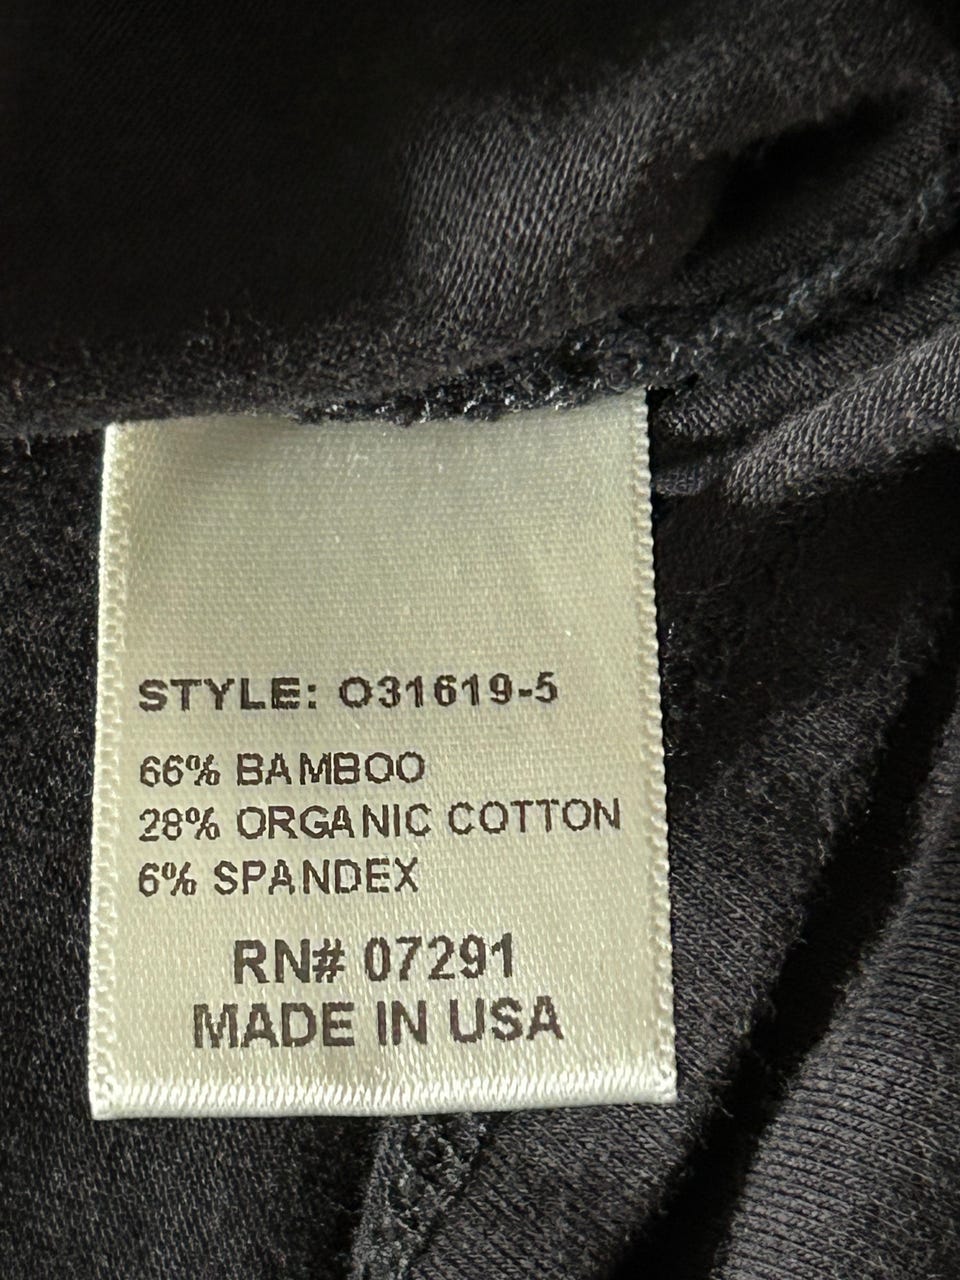 STYLE: O31619-5
66% BAMBOO
28% ORGANIC COTTON
6% SPANDEX
RN# 07291
MADE IN USA